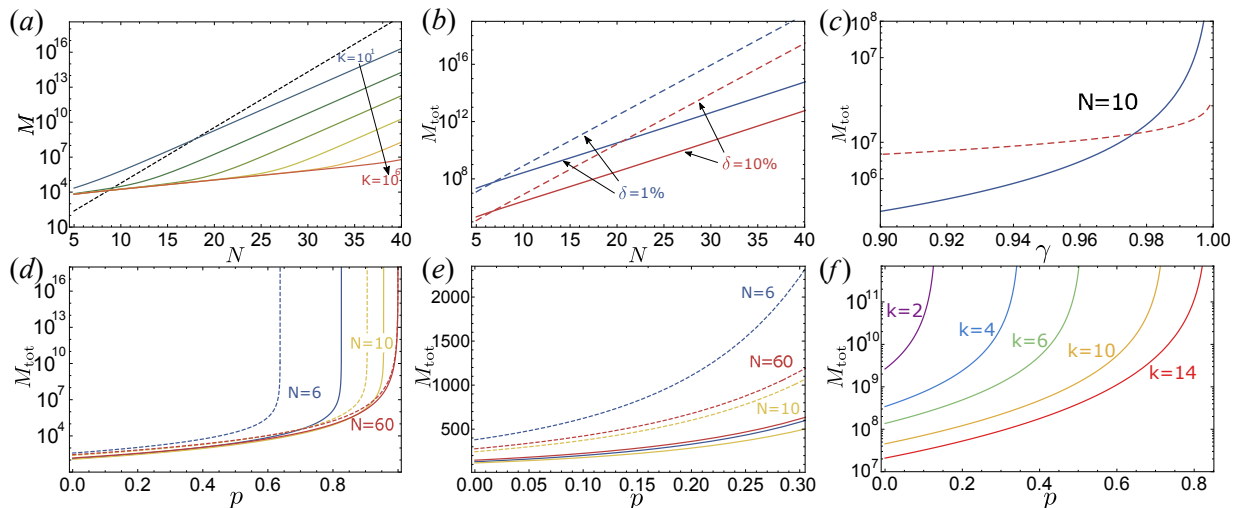 (a)
M
10^16
10^13
10^10
10^7
10^4
10
K=10^1
K=10^6
5 10 15 20 25 30 35 40
N
(b)
M_tot
10^16
10^12
10^8
δ=1%
δ=10%
5 10 15 20 25 30 35 40
N
(c)
M_tot
10^8
10^7
10^7
10^6
N=10
0.90 0.92 0.94 0.96 0.98 1.00
γ
(d)
M_tot
10^16
10^13
10^10
10^7
10^4
N=6
N=10
N=60
0.0 0.2 0.4 0.6 0.8
p
(e)
M_tot
2000
1500
1000
500
N=6
N=60
N=10
0.00 0.05 0.10 0.15 0.20 0.25 0.30
p
(f)
M_tot
10^11
10^10
10^9
10^8
10^7
k=2
k=4
k=6
k=10
k=14
0.0 0.2 0.4 0.6 0.8
p